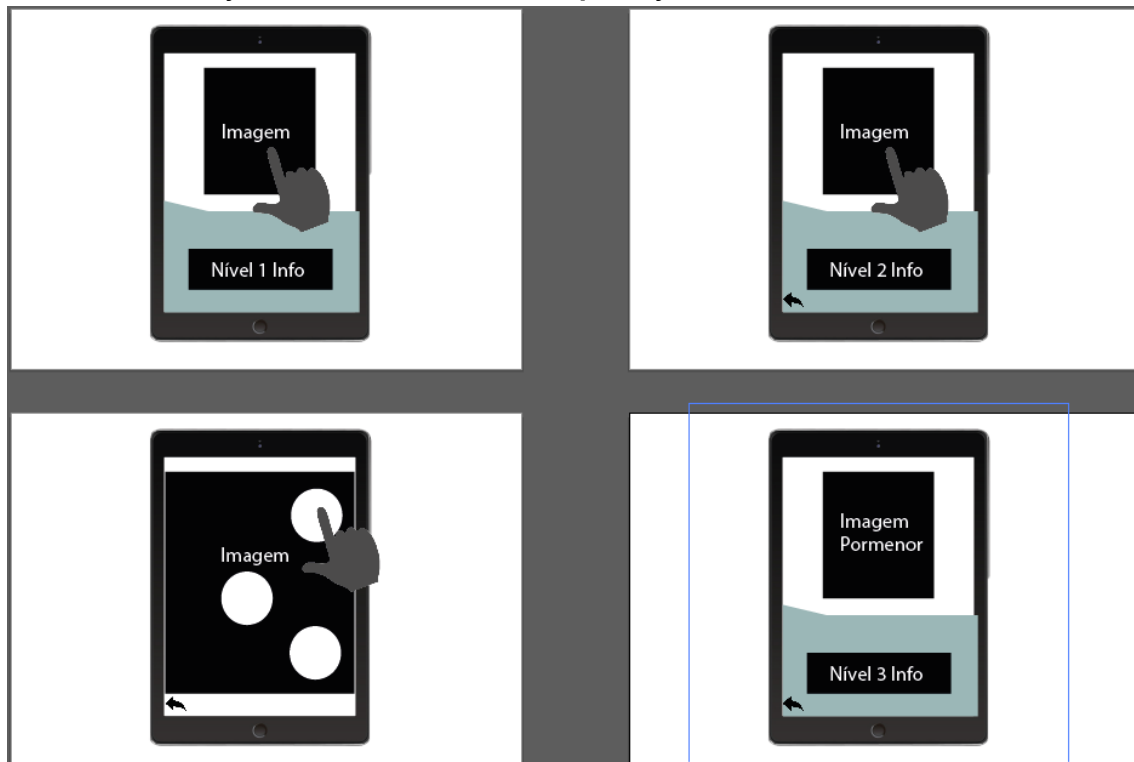 Imagem
Nível 1 Info
Imagem
Nível 2 Info
Imagem
Imagem
Pormenor
Nível 3 Info